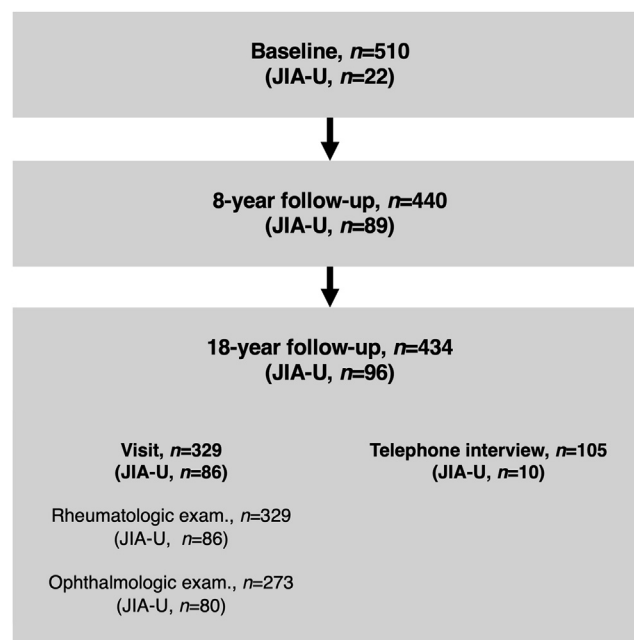 Baseline, n=510
(JIA-U, n=22)
8-year follow-up, n=440
(JIA-U, n=89)
18-year follow-up, n=434
(JIA-U, n=96)
Visit, n=329
(JIA-U, n=86)
Rheumatologic exam., n=329
(JIA-U, n=86)
Ophthalmologic exam., n=273
(JIA-U, n=80)
Telephone interview, n=105
(JIA-U, n=10)